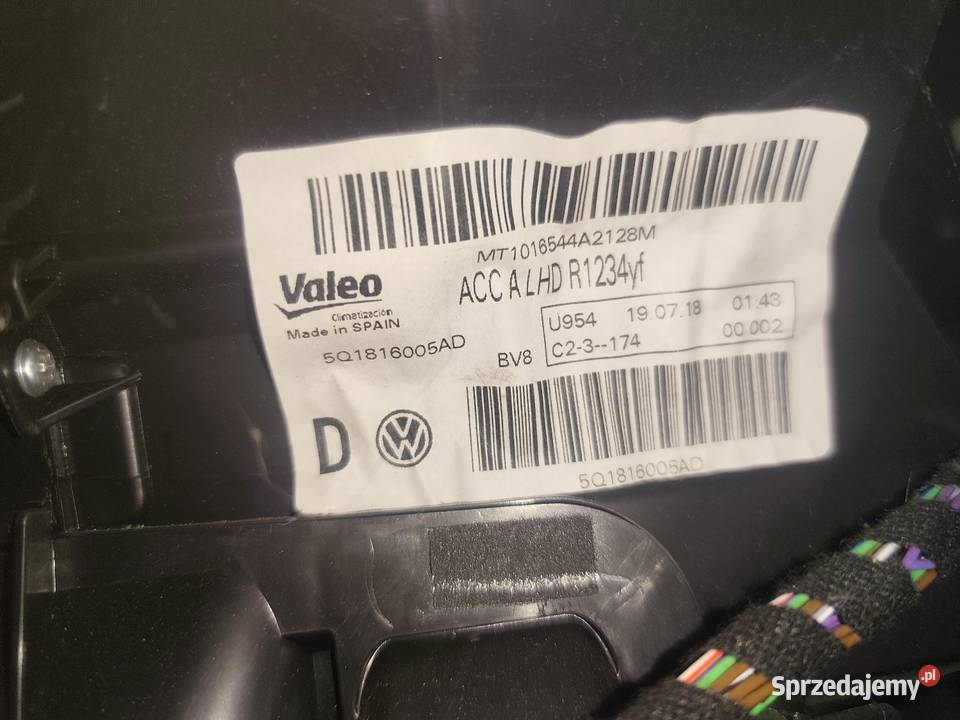 MT1016544A2128M
Valeo
Climatización
Made in SPAIN
ACC A LHD R1234yf
5Q1816005AD
BV8
U954 19.07.18 01:43
C2-3--174 00 002
D
5Q1816005AD
Sprzedajemy.pl